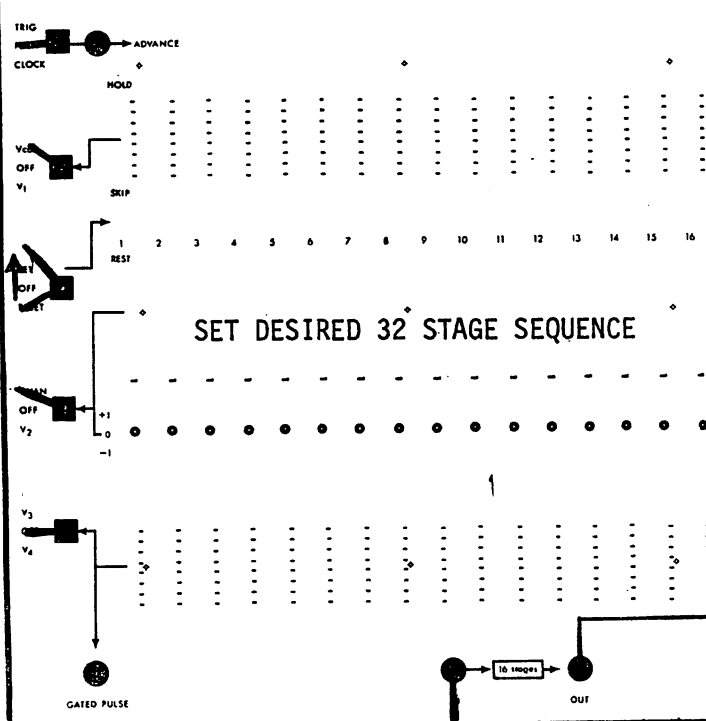 TRIG
ADVANCE
CLOCK
HOLD
OFF
V1
SKIP
1 2 3 4 5 6 7 8 9 10 11 12 13 14 15 16
REST
OFF
SET DESIRED 32 STAGE SEQUENCE
OFF
+1
V2
0
−1
V3
V4
16 stages
OUT
GATED PULSE